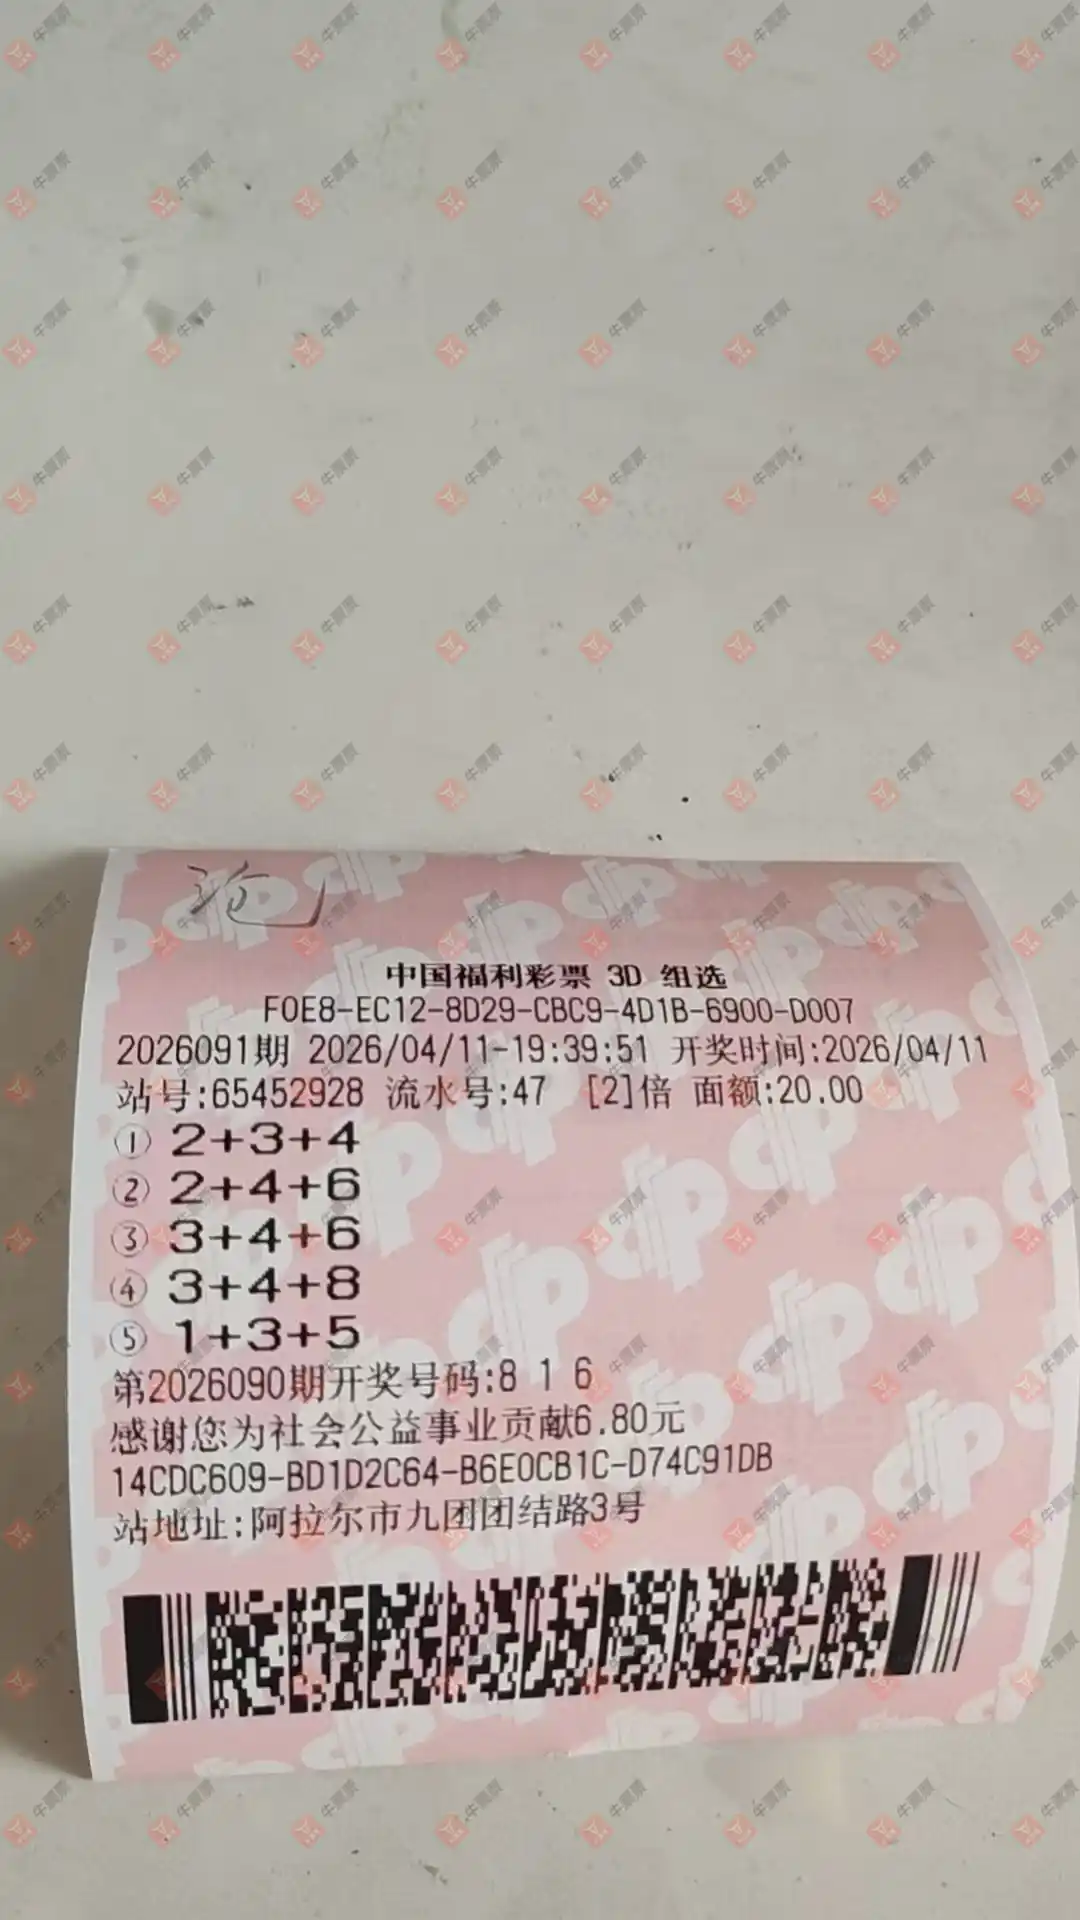 中国福利彩票 3D 组选
F0E8-EC12-8D29-CBC9-4D1B-6900-D007
2026091期 2026/04/11-19:39:51 开奖时间:2026/04/11
站号:65452928 流水号:47 [2]倍 面额:20.00
① 2+3+4
② 2+4+6
③ 3+4+6
④ 3+4+8
⑤ 1+3+5
第2026090期开奖号码:8 1 6
感谢您为社会公益事业贡献6.80元
14CDC609-BD1D2C64-B6E0CB1C-D74C91DB
站地址:阿拉尔市九团团结路3号